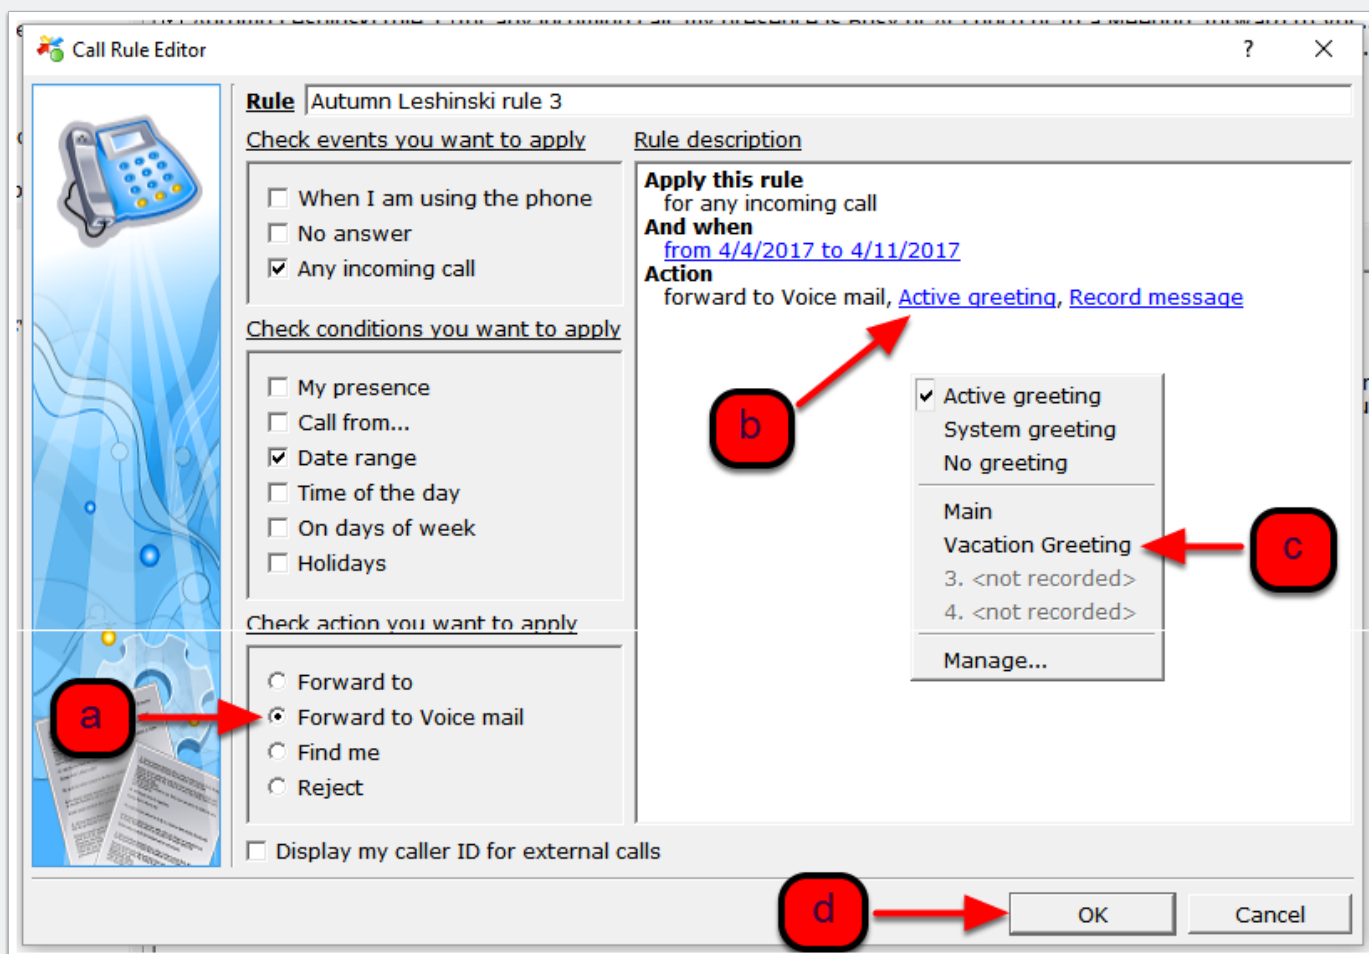 Call Rule Editor
?
Rule Autumn Leshinski rule 3
Check events you want to apply
When I am using the phone
No answer
Any incoming call
Check conditions you want to apply
My presence
Call from...
Date range
Time of the day
On days of week
Holidays
Check action you want to apply
Forward to
Forward to Voice mail
Find me
Reject
Display my caller ID for external calls
Rule description
Apply this rule
for any incoming call
And when
from 4/4/2017 to 4/11/2017
Action
forward to Voice mail, Active greeting, Record message
Active greeting
System greeting
No greeting
Main
Vacation Greeting
3. <not recorded>
4. <not recorded>
Manage...
a
b
c
d
OK
Cancel